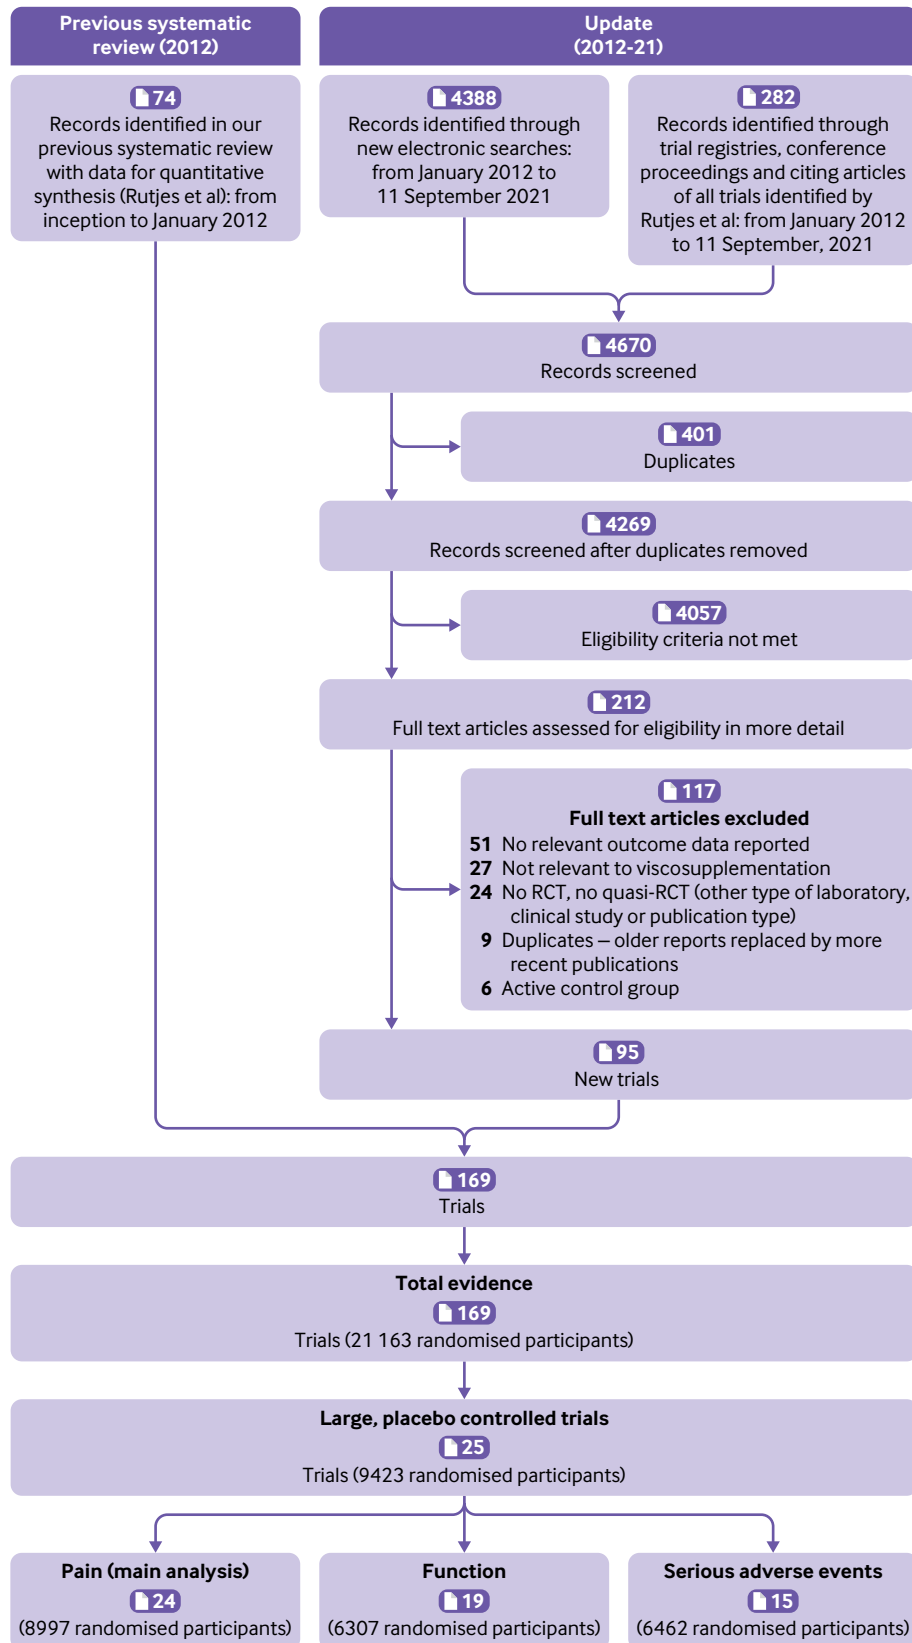 Previous systematic
review (2012)
Update
(2012-21)
74
Records identified in our
previous systematic review
with data for quantitative
synthesis (Rutjes et al): from
inception to January 2012
4388
Records identified through
new electronic searches:
from January 2012 to
11 September 2021
282
Records identified through
trial registries, conference
proceedings and citing articles
of all trials identified by
Rutjes et al: from January 2012
to 11 September, 2021
4670
Records screened
401
Duplicates
4269
Records screened after duplicates removed
4057
Eligibility criteria not met
212
Full text articles assessed for eligibility in more detail
117
Full text articles excluded
51 No relevant outcome data reported
27 Not relevant to viscosupplementation
24 No RCT, no quasi-RCT (other type of laboratory,
clinical study or publication type)
9 Duplicates – older reports replaced by more
recent publications
6 Active control group
95
New trials
169
Trials
Total evidence
169
Trials (21 163 randomised participants)
Large, placebo controlled trials
25
Trials (9423 randomised participants)
Pain (main analysis)
24
(8997 randomised participants)
Function
19
(6307 randomised participants)
Serious adverse events
15
(6462 randomised participants)